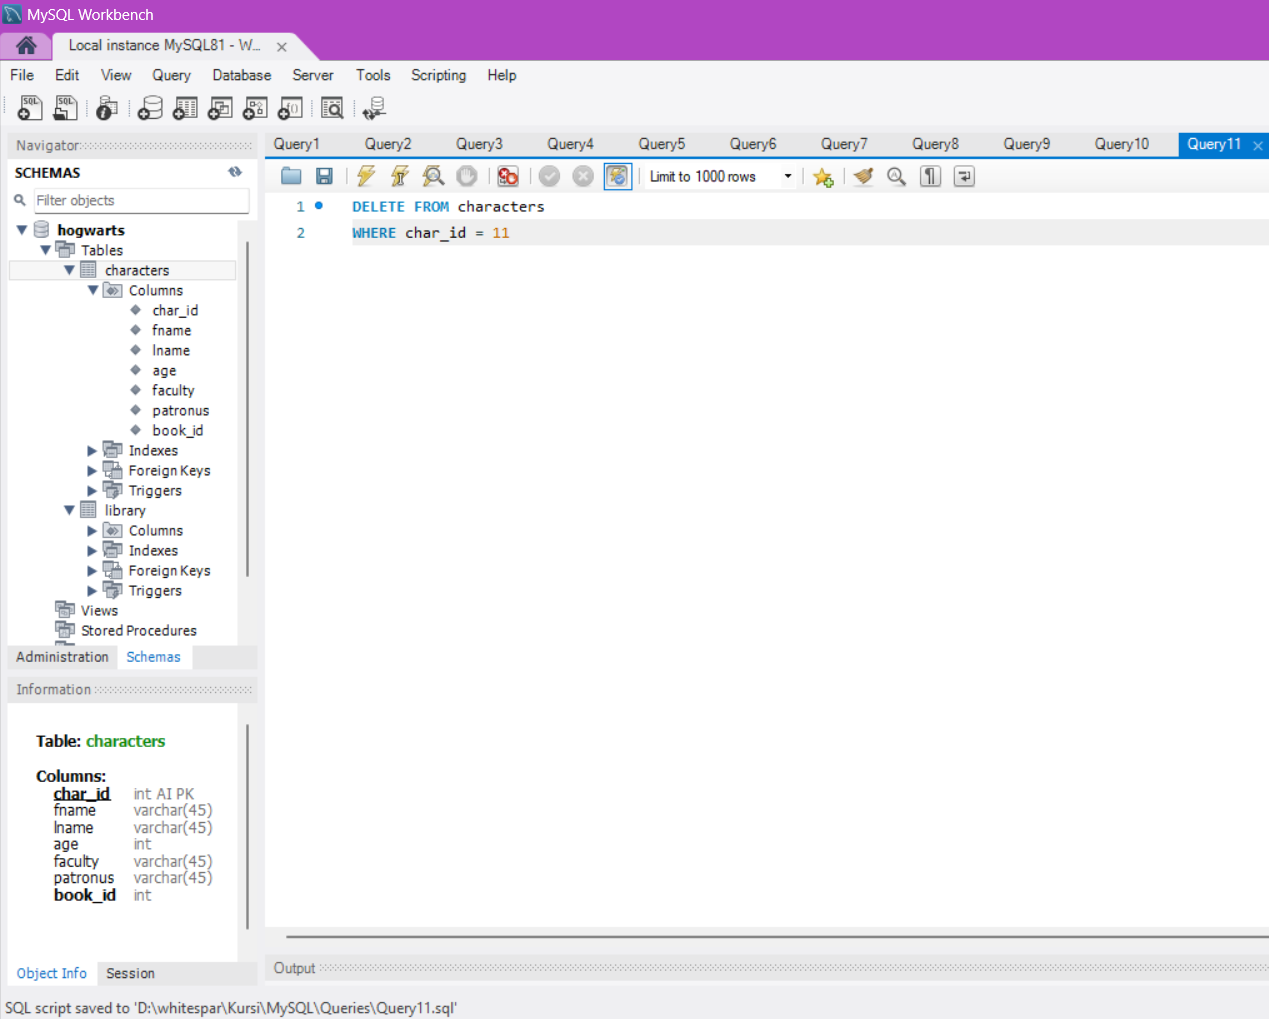 MySQL Workbench
Local instance MySQL81 - W...
File Edit View Query Database Server Tools Scripting Help
Navigator
SCHEMAS
Filter objects
hogwarts
Tables
characters
Columns
char_id
fname
lname
age
faculty
patronus
book_id
Indexes
Foreign Keys
Triggers
library
Columns
Indexes
Foreign Keys
Triggers
Views
Stored Procedures
Administration Schemas
Information
Table: characters
Columns:
char_id int AI PK
fname varchar(45)
lname varchar(45)
age int
faculty varchar(45)
patronus varchar(45)
book_id int
Object Info Session
Query1 Query2 Query3 Query4 Query5 Query6 Query7 Query8 Query9 Query10 Query11
Limit to 1000 rows
1 DELETE FROM characters
2 WHERE char_id = 11
Output
SQL script saved to 'D:\whitespar\Kursi\MySQL\Queries\Query11.sql'